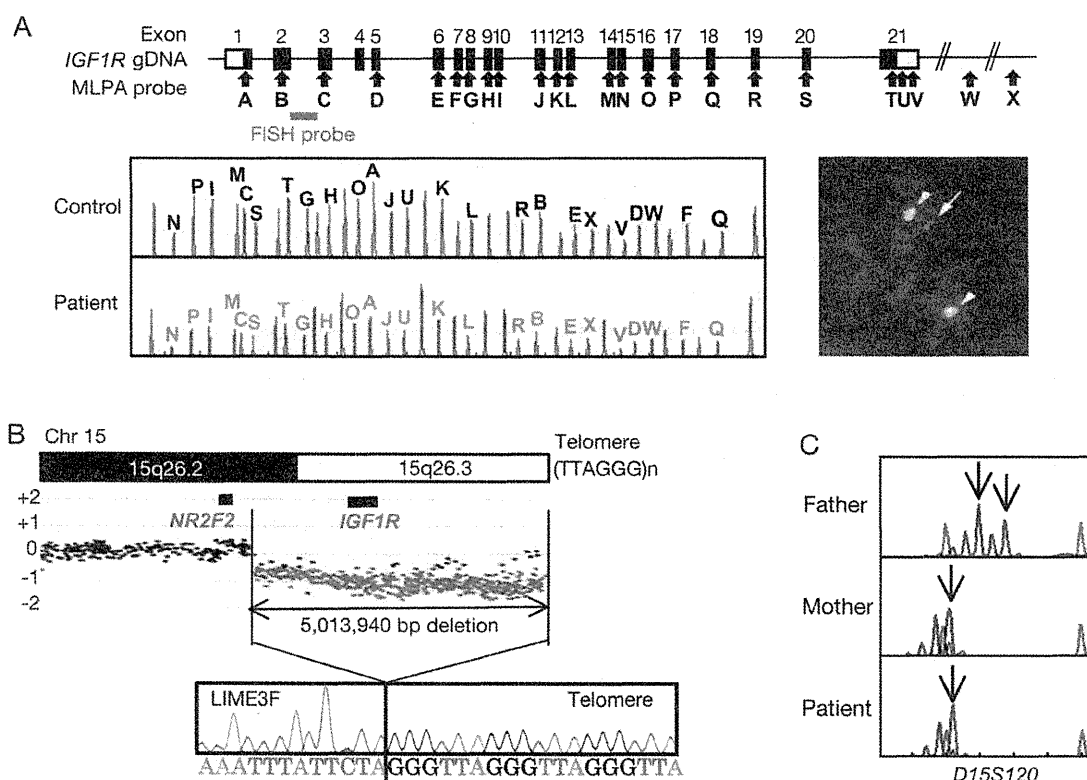 A
Exon 1 2 3 4 5 6 7 8 9 10 11 12 13 14 15 16 17 18 19 20 21
IGF1R gDNA
MLPA probe
A B C D E F G H I J K L M N O P Q R S T U V W X
FISH probe
Control
N P I M C S T G H O A J U K L R B E X V D W F Q
Patient
N P I M C S T G H O A J U K L R B E X V D W F Q
B
Chr 15
15q26.2 15q26.3
Telomere
(TTAGGG)n
+2
+1
0
-1
-2
NR2F2 IGF1R
5,013,940 bp deletion
LIME3F Telomere
AAATTTATTCTAGGGTTAGGGTTAGGGTTA
C
Father
Mother
Patient
D15S120